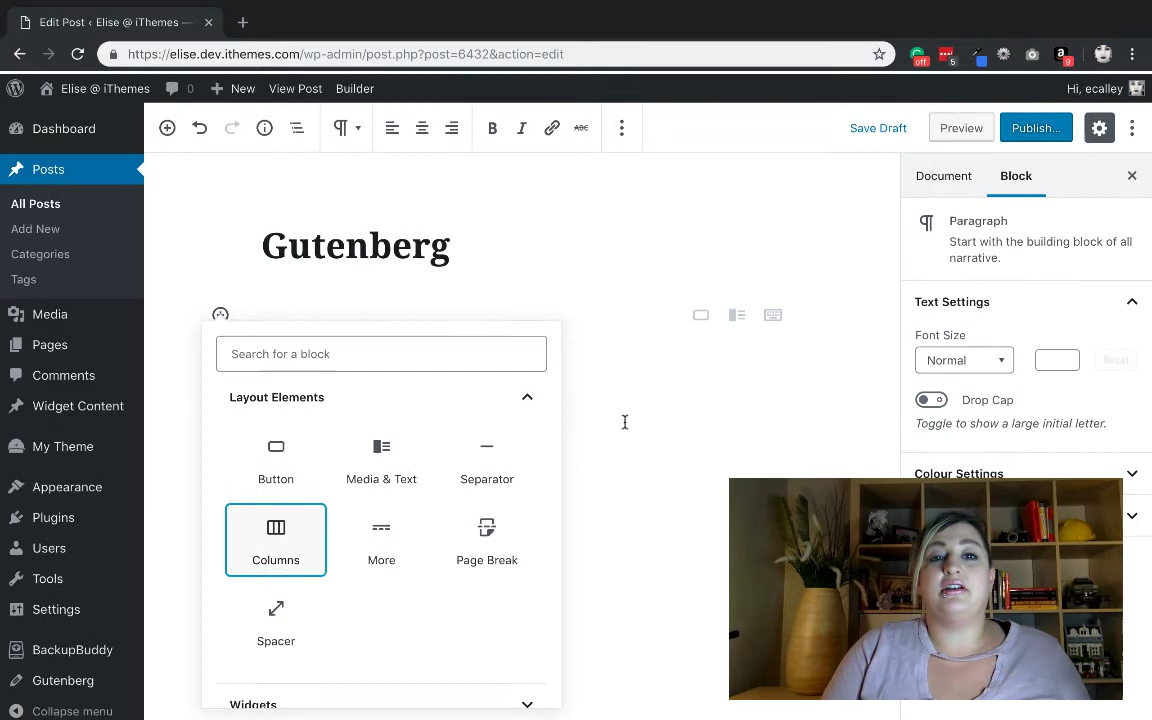 Edit Post ‹ Elise @ iThemes —
https://elise.dev.ithemes.com/wp-admin/post.php?post=6432&action=edit
off
5
9
Elise @ iThemes
0
New
View Post
Builder
Hi, ecalley
Dashboard
Posts
All Posts
Add New
Categories
Tags
Media
Pages
Comments
Widget Content
My Theme
Appearance
Plugins
Users
Tools
Settings
BackupBuddy
Gutenberg
Collapse menu
B
I
ABC
Save Draft
Preview
Publish...
Gutenberg
Search for a block
Layout Elements
Button
Media & Text
Separator
Columns
More
Page Break
Spacer
Widgets
Document
Block
Paragraph
Start with the building block of all
narrative.
Text Settings
Font Size
Normal
Reset
Drop Cap
Toggle to show a large initial letter.
Colour Settings